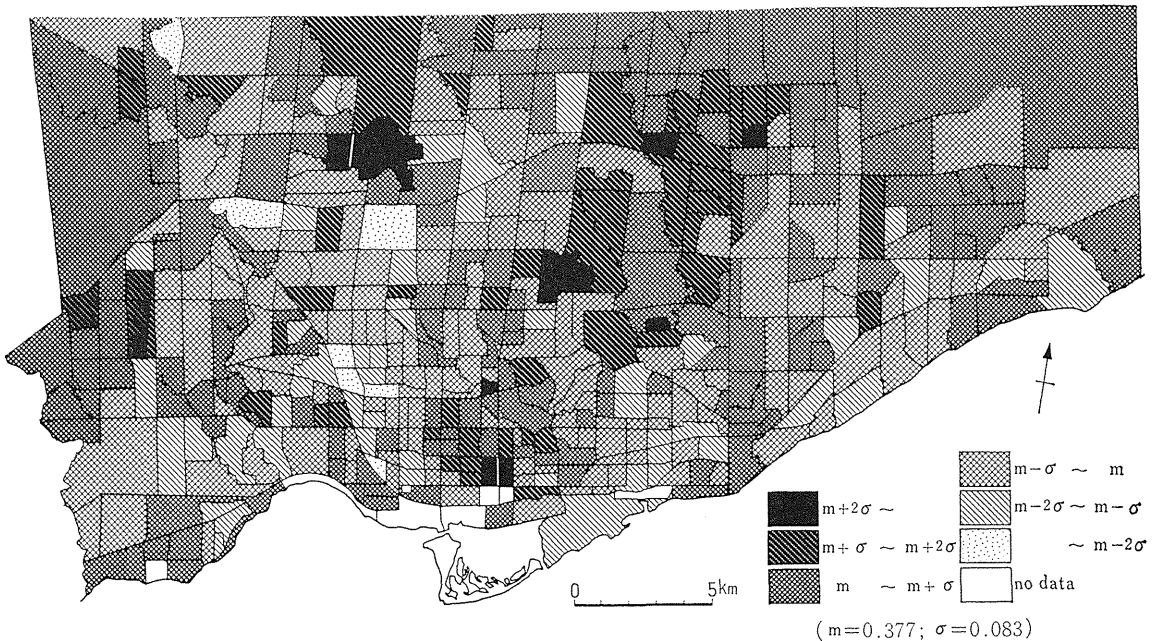 m+2σ ~
m+σ ~ m+2σ
m ~ m+σ
m-σ ~ m
m-2σ ~ m-σ
~ m-2σ
no data
0 5km
(m=0.377; σ=0.083)